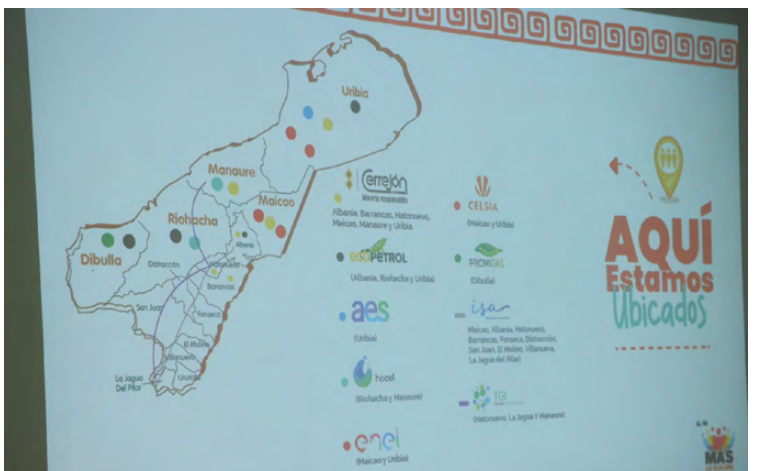 Uribia
Manaure
Maicao
Riohacha
Albania
Dibulla
Distracción
Hatonuevo
Barrancas
San Juan
Fonseca
El Molino
Villanueva
La Jagua
Del Pilar
Urumita
Cerrejón
Minería responsable
Albania, Barrancas, Hatonuevo,
Maicao, Manaure y Uribia.
ecoPETROL
(Albania, Riohacha y Uribia)
aes
(Uribia)
hocol
(Riohacha y Manaure)
enel
(Maicao y Uribia)
CELSIA
(Maicao y Uribia)
PROMIGAS
(Dibulla)
isa
Maicao, Albania, Hatonuevo,
Barrancas, Fonseca, Distracción,
San Juan, El Molino, Villanueva,
La Jagua del Pilar)
TGI
(Hatonuevo, La Jagua Y Manaure)
AQUÍ
Estamos
Ubicados
MAS